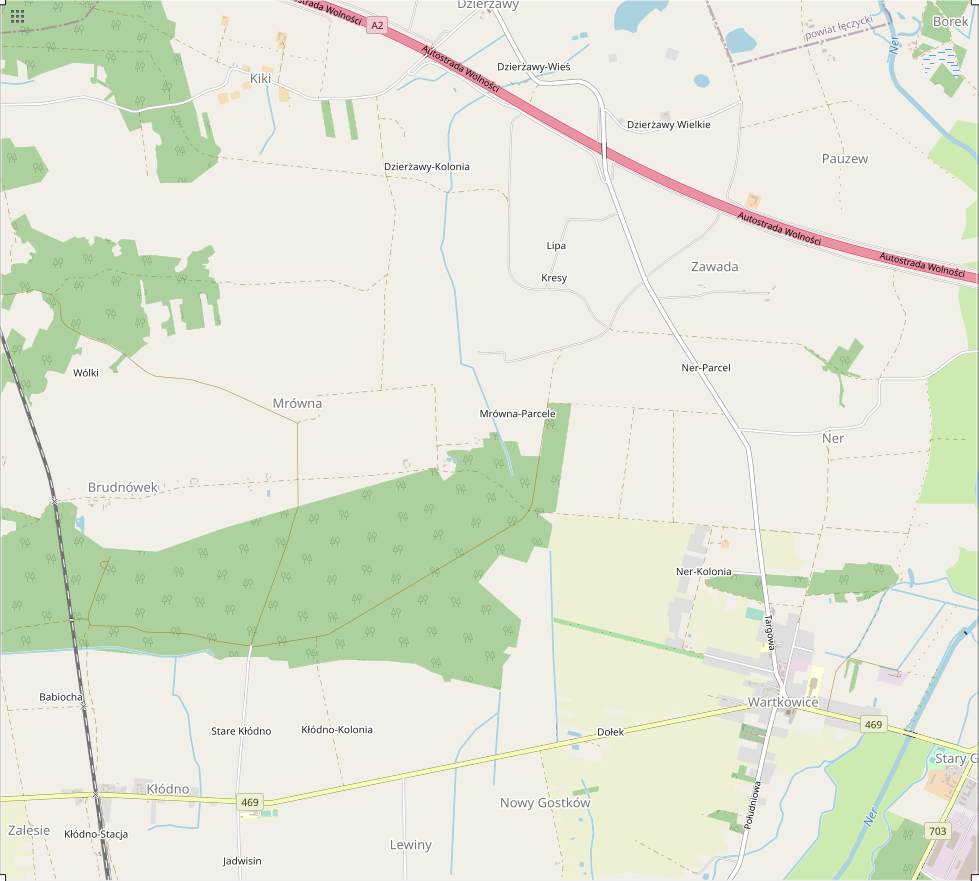 Dzierżawy
Autostrada Wolności
A2
powiat łęczycki
Borek
Ner
Autostrada Wolności
Dzierżawy-Wieś
Kiki
Dzierżawy Wielkie
Pauzew
Dzierżawy-Kolonia
Autostrada Wolności
Lipa
Autostrada Wolności
Zawada
Kresy
Ner-Parcel
Wólki
Mrówna
Mrówna-Parcele
Ner
Brudnówek
Ner-Kolonia
Targowa
Babiocha
Wartkowice
469
Stare Kłódno
Kłódno-Kolonia
Dołek
Stary G
Kłódno
469
Nowy Gostków
Południowa
Ner
Zalesie
Kłódno-Stacja
703
Lewiny
Jadwisin